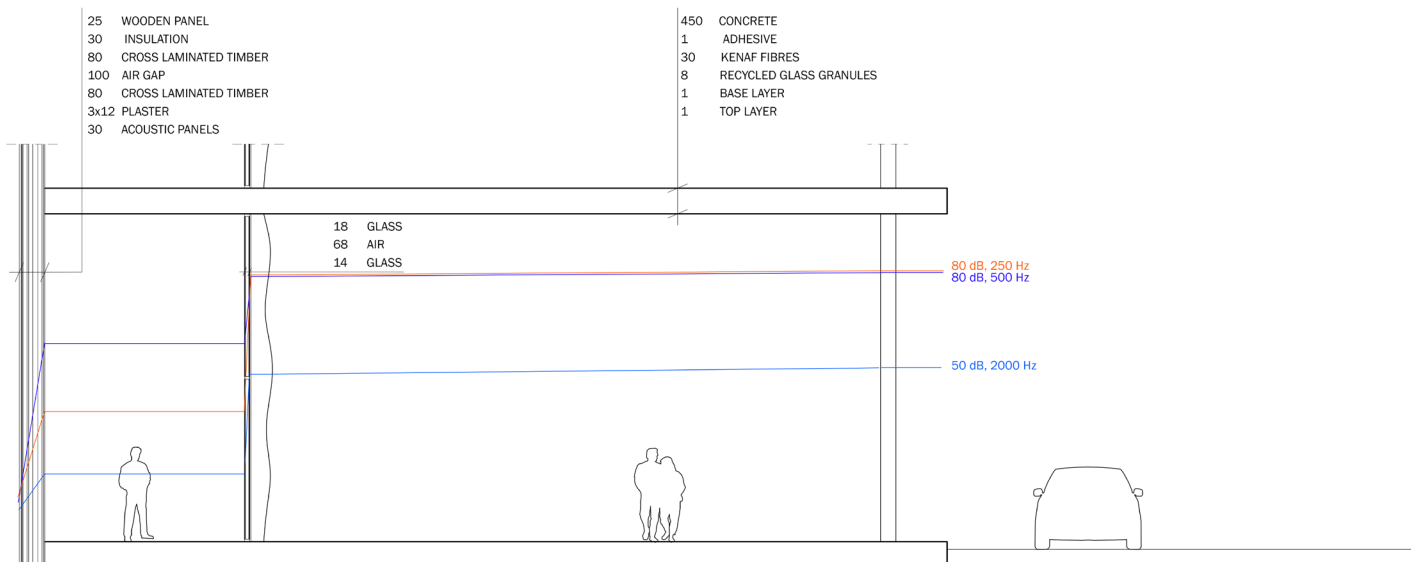 25 WOODEN PANEL
30 INSULATION
80 CROSS LAMINATED TIMBER
100 AIR GAP
80 CROSS LAMINATED TIMBER
3x12 PLASTER
30 ACOUSTIC PANELS
450 CONCRETE
1 ADHESIVE
30 KENAF FIBRES
8 RECYCLED GLASS GRANULES
1 BASE LAYER
1 TOP LAYER
18 GLASS
68 AIR
14 GLASS
80 dB, 250 Hz
80 dB, 500 Hz
50 dB, 2000 Hz